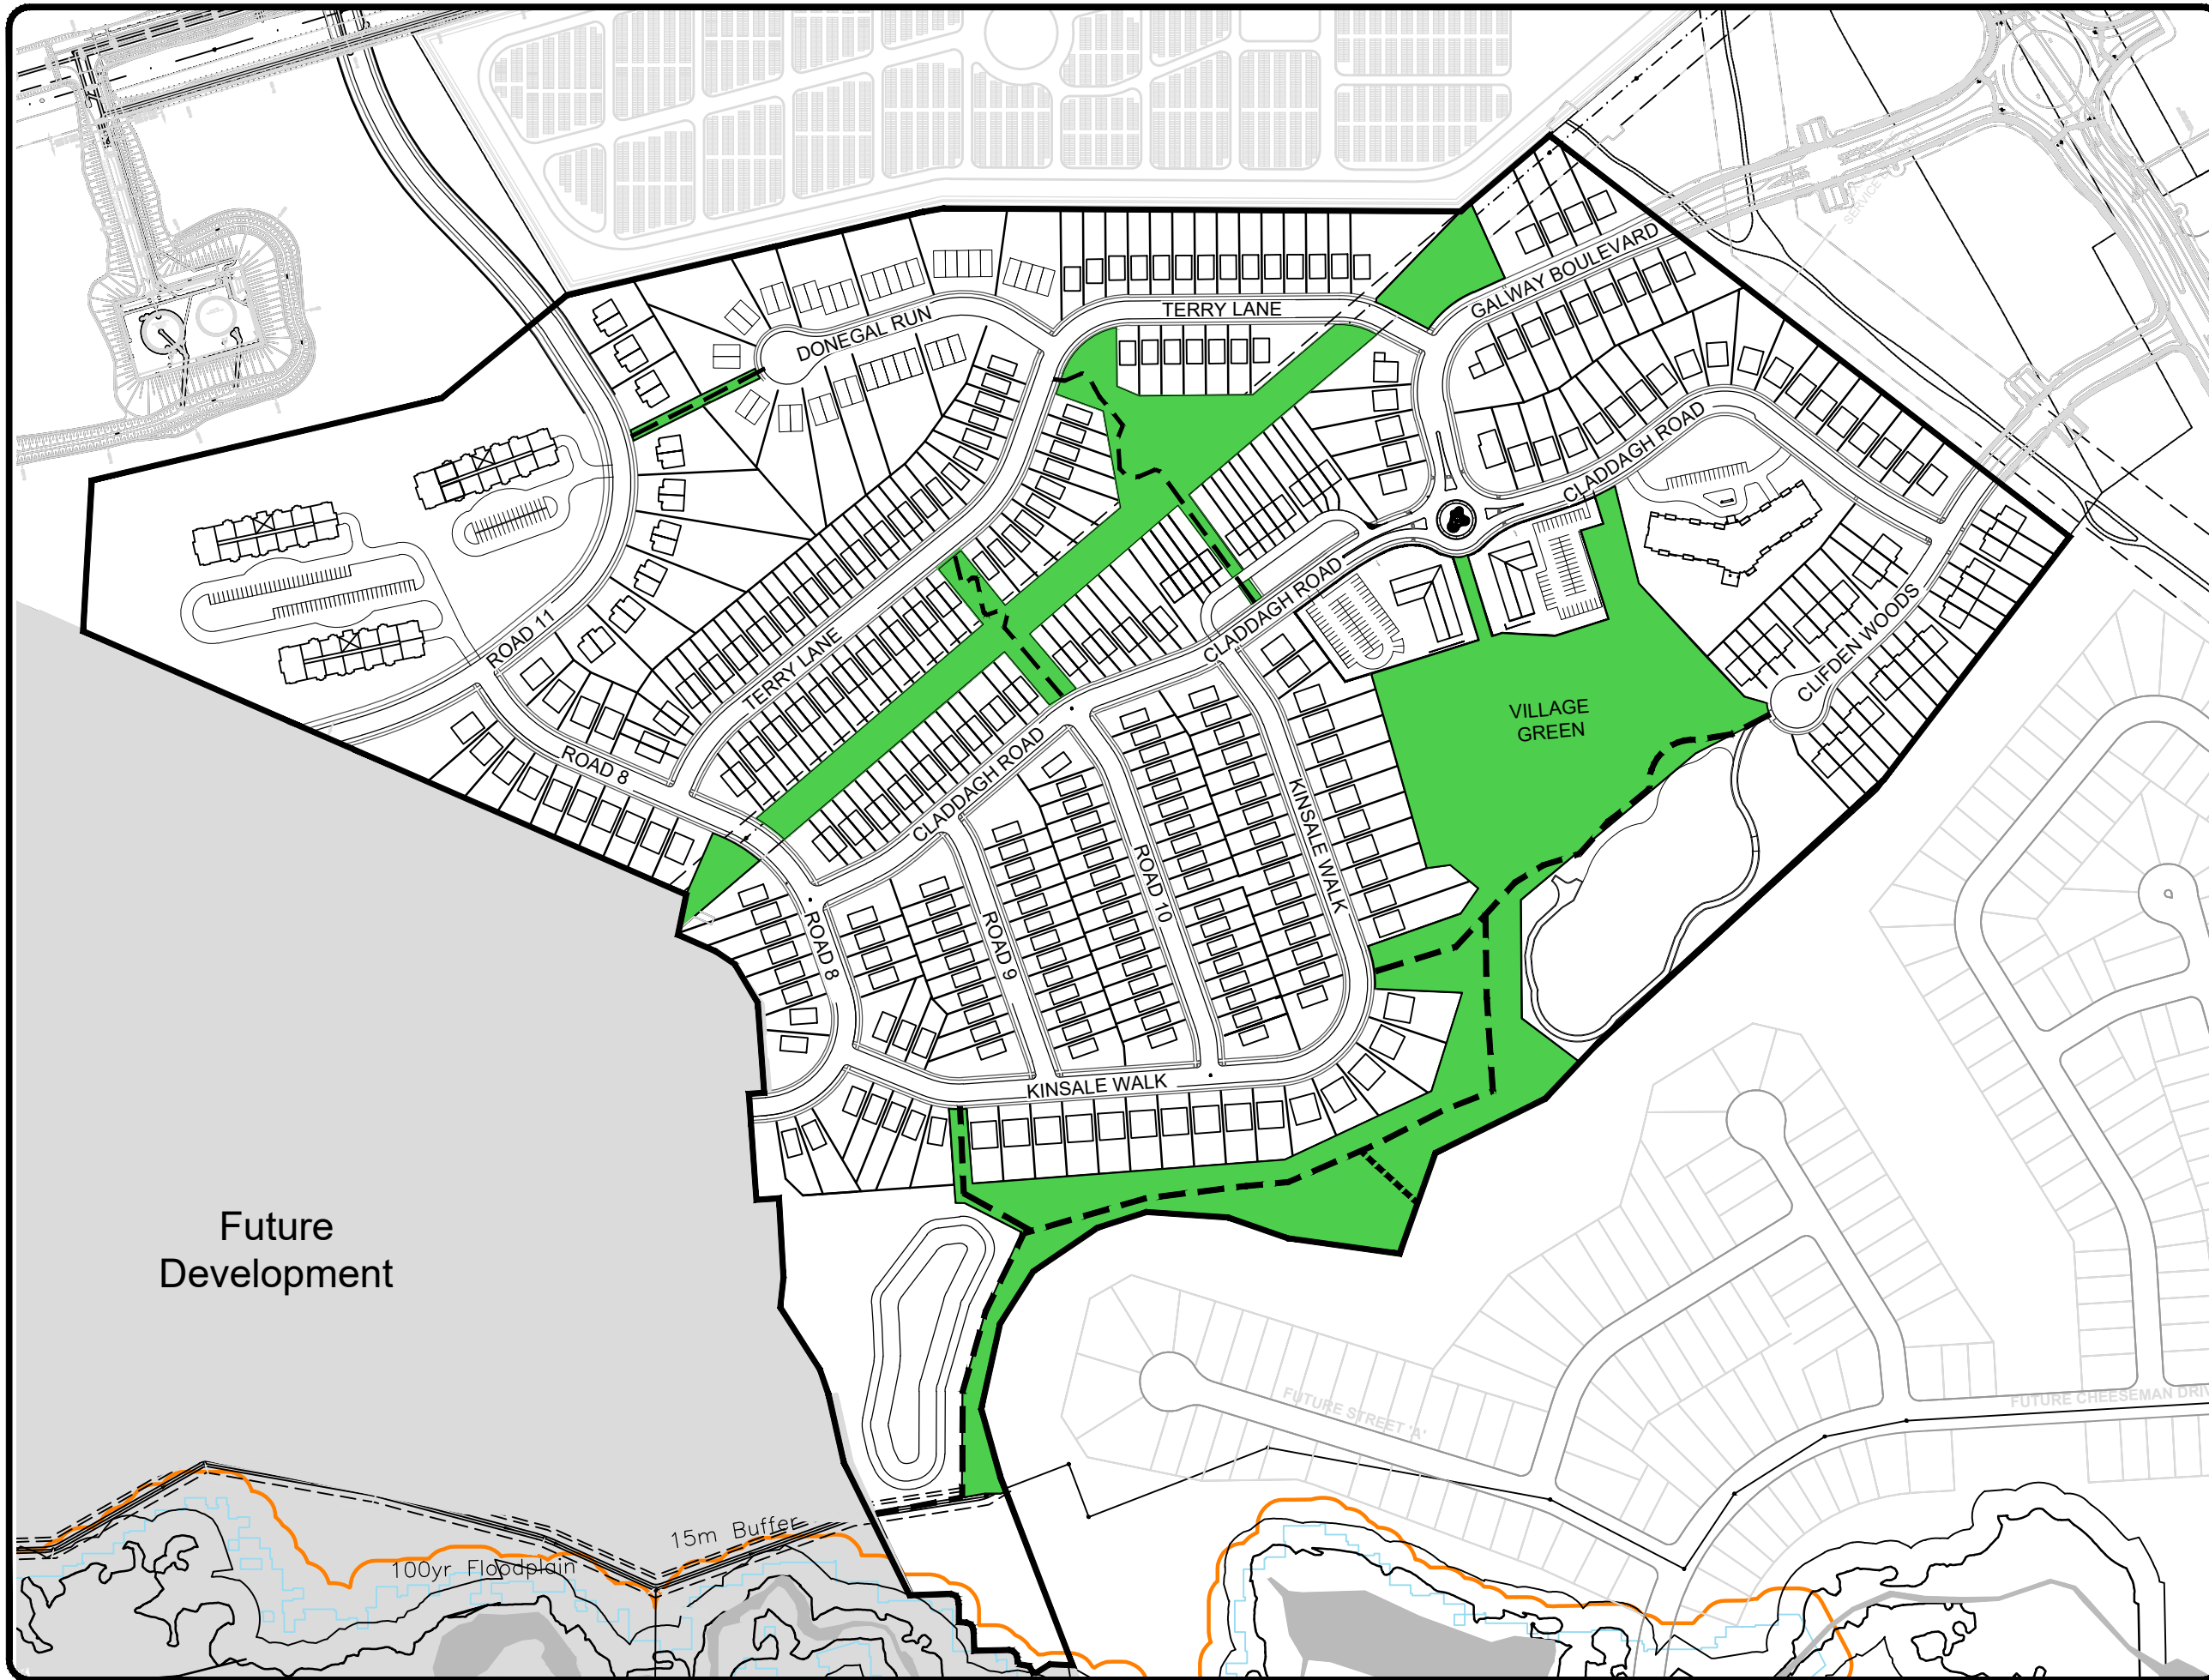 SERVICE
GALWAY BOULEVARD
TERRY LANE
DONEGAL RUN
CLADDAGH ROAD
CLADDAGH ROAD
ROAD 11
TERRY LANE
CLIFDEN WOODS
VILLAGE
GREEN
ROAD 8
CLADDAGH ROAD
KINSALE WALK
ROAD 10
ROAD 9
ROAD 8
KINSALE WALK
Future
Development
FUTURE STREET 'A'
FUTURE CHEESEMAN DRIV
15m Buffer
100yr Floodplain